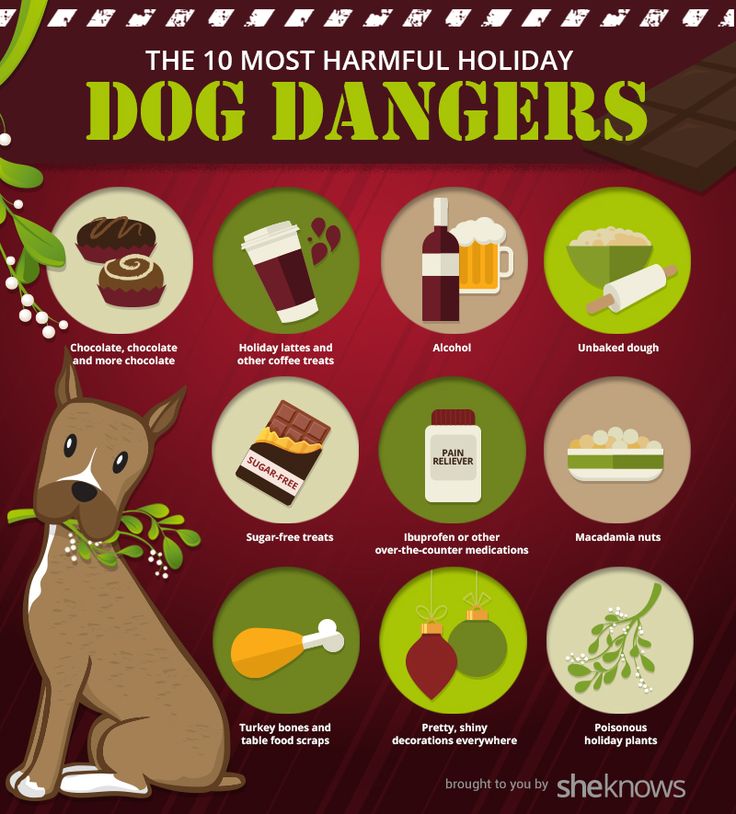 THE 10 MOST HARMFUL HOLIDAY
DOG DANGERS
Chocolate, chocolate
and more chocolate
Holiday lattes and
other coffee treats
Alcohol
Unbaked dough
SUGAR-FREE
Sugar-free treats
PAIN
RELIEVER
Ibuprofen or other
over-the-counter medications
Macadamia nuts
Turkey bones and
table food scraps
Pretty, shiny
decorations everywhere
Poisonous
holiday plants
brought to you by sheknows